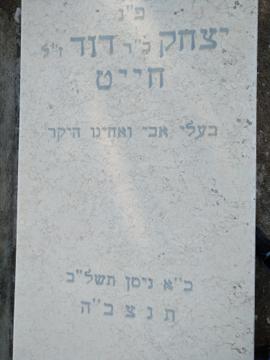 פ"נ
יצחק ב"ר דוד ז"ל
חייט
בעלי אבי ואחינו היקר
כ"א ניסן תשל"ב
ת נ צ ב "ה